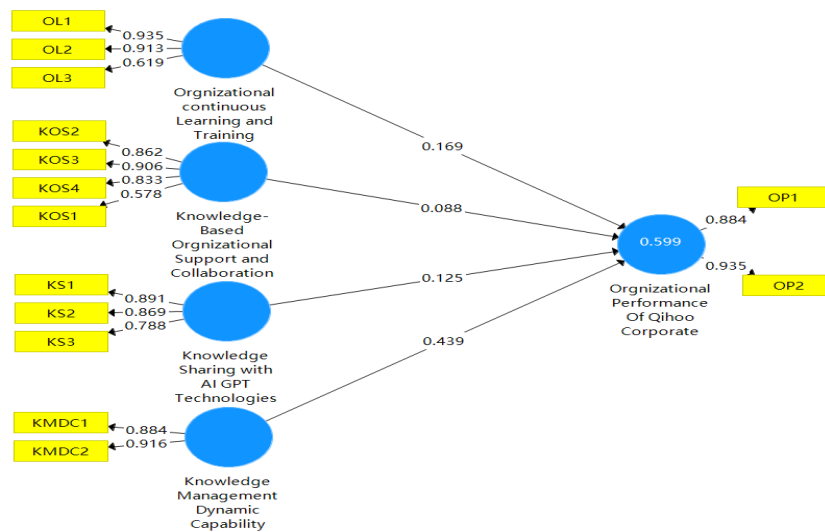 OL1
0.935
OL2
0.913
OL3
0.619
Orgnizational
continuous
Learning and
Training
0.169
KOS2
0.862
KOS3
0.906
KOS4
0.833
KOS1
0.578
Knowledge-
Based
Orgnizational
Support and
Collaboration
0.088
KS1
0.891
KS2
0.869
KS3
0.788
Knowledge
Sharing with
AI GPT
Technologies
0.125
KMDC1
0.884
KMDC2
0.916
Knowledge
Management
Dynamic
Capability
0.439
0.599
Orgnizational
Performance
Of Qihoo
Corporate
OP1
0.884
0.935
OP2